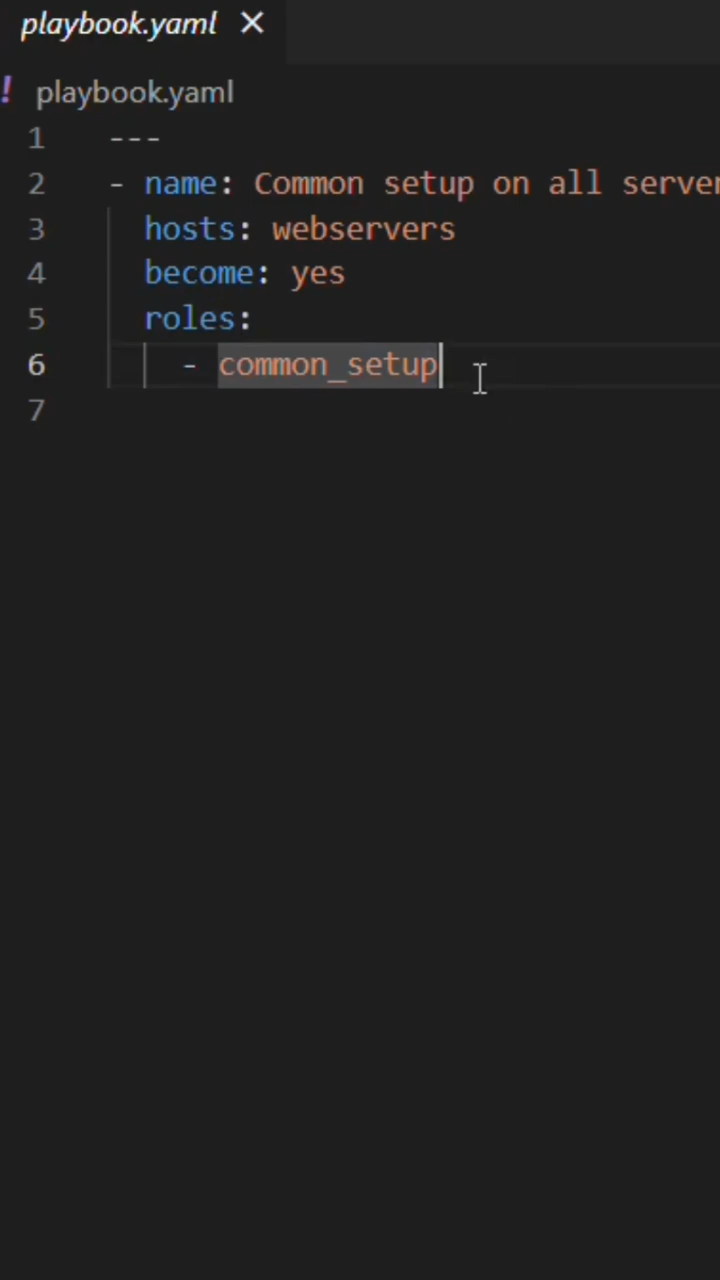 playbook.yaml
! playbook.yaml
1 ---
2 - name: Common setup on all
3 hosts: webservers
4 become: yes
5 roles:
6 - common_setup
7